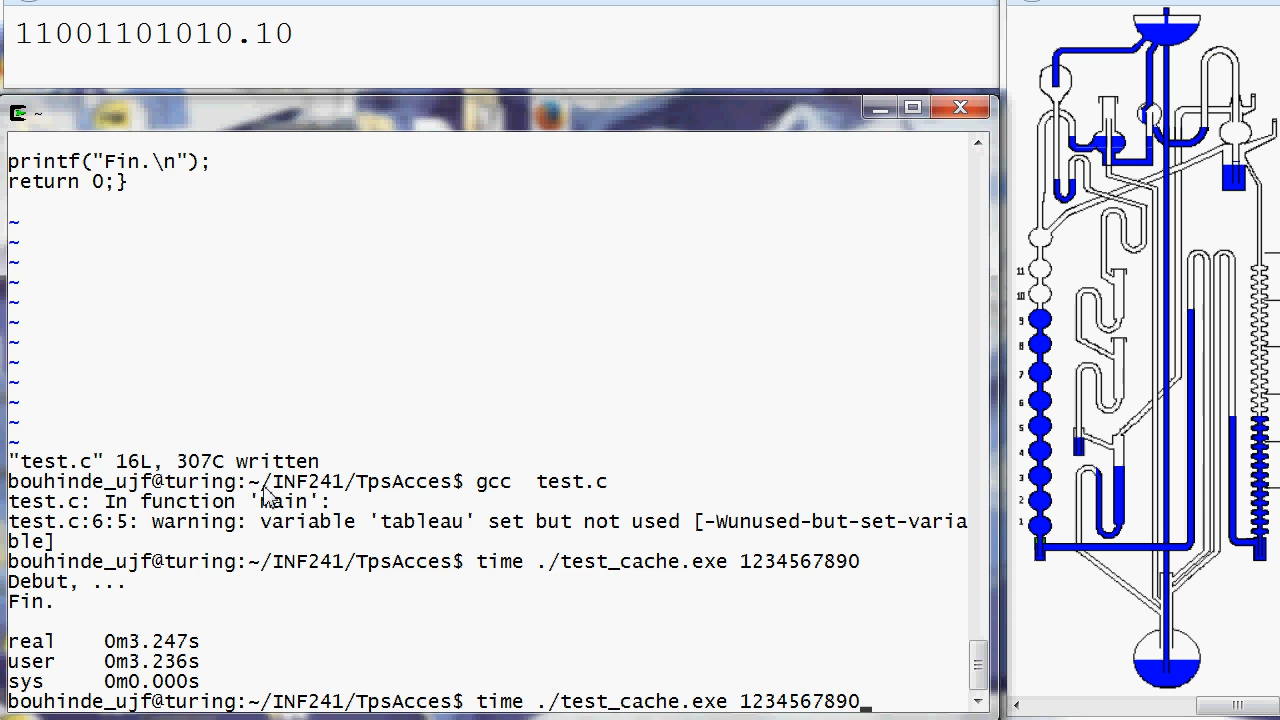 11001101010.10
~
printf("Fin.\n");
return 0;}
~
~
~
~
~
~
~
~
~
~
~
~
"test.c" 16L, 307C written
bouhinde_ujf@turing:~/INF241/TpsAcces$ gcc  test.c
test.c: In function 'main':
test.c:6:5: warning: variable 'tableau' set but not used [-Wunused-but-set-varia
ble]
bouhinde_ujf@turing:~/INF241/TpsAcces$ time ./test_cache.exe 1234567890
Debut, ...
Fin.
real    0m3.247s
user    0m3.236s
sys     0m0.000s
bouhinde_ujf@turing:~/INF241/TpsAcces$ time ./test_cache.exe 1234567890
11
10
9
8
7
6
5
4
3
2
1